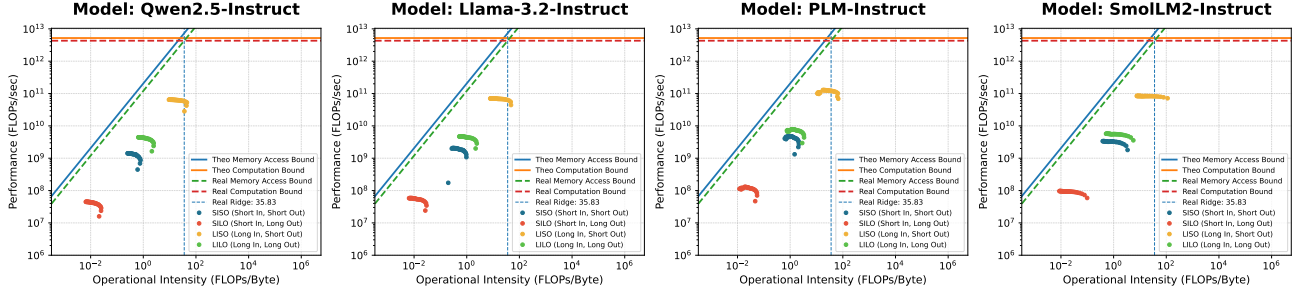 Model: Qwen2.5-Instruct
Performance (FLOPs/sec)
10^13
10^12
10^11
10^10
10^9
10^8
10^7
10^6
Theo Memory Access Bound
Theo Computation Bound
Real Memory Access Bound
Real Computation Bound
Real Ridge: 35.83
SISO (Short In, Short Out)
SILO (Short In, Long Out)
LISO (Long In, Short Out)
LILO (Long In, Long Out)
10^−2 10^0 10^2 10^4 10^6
Operational Intensity (FLOPs/Byte)
Model: Llama-3.2-Instruct
Performance (FLOPs/sec)
10^13
10^12
10^11
10^10
10^9
10^8
10^7
10^6
Theo Memory Access Bound
Theo Computation Bound
Real Memory Access Bound
Real Computation Bound
Real Ridge: 35.83
SISO (Short In, Short Out)
SILO (Short In, Long Out)
LISO (Long In, Short Out)
LILO (Long In, Long Out)
10^−2 10^0 10^2 10^4 10^6
Operational Intensity (FLOPs/Byte)
Model: PLM-Instruct
Performance (FLOPs/sec)
10^13
10^12
10^11
10^10
10^9
10^8
10^7
10^6
Theo Memory Access Bound
Theo Computation Bound
Real Memory Access Bound
Real Computation Bound
Real Ridge: 35.83
SISO (Short In, Short Out)
SILO (Short In, Long Out)
LISO (Long In, Short Out)
LILO (Long In, Long Out)
10^−2 10^0 10^2 10^4 10^6
Operational Intensity (FLOPs/Byte)
Model: SmolLM2-Instruct
Performance (FLOPs/sec)
10^13
10^12
10^11
10^10
10^9
10^8
10^7
10^6
Theo Memory Access Bound
Theo Computation Bound
Real Memory Access Bound
Real Computation Bound
Real Ridge: 35.83
SISO (Short In, Short Out)
SILO (Short In, Long Out)
LISO (Long In, Short Out)
LILO (Long In, Long Out)
10^−2 10^0 10^2 10^4 10^6
Operational Intensity (FLOPs/Byte)